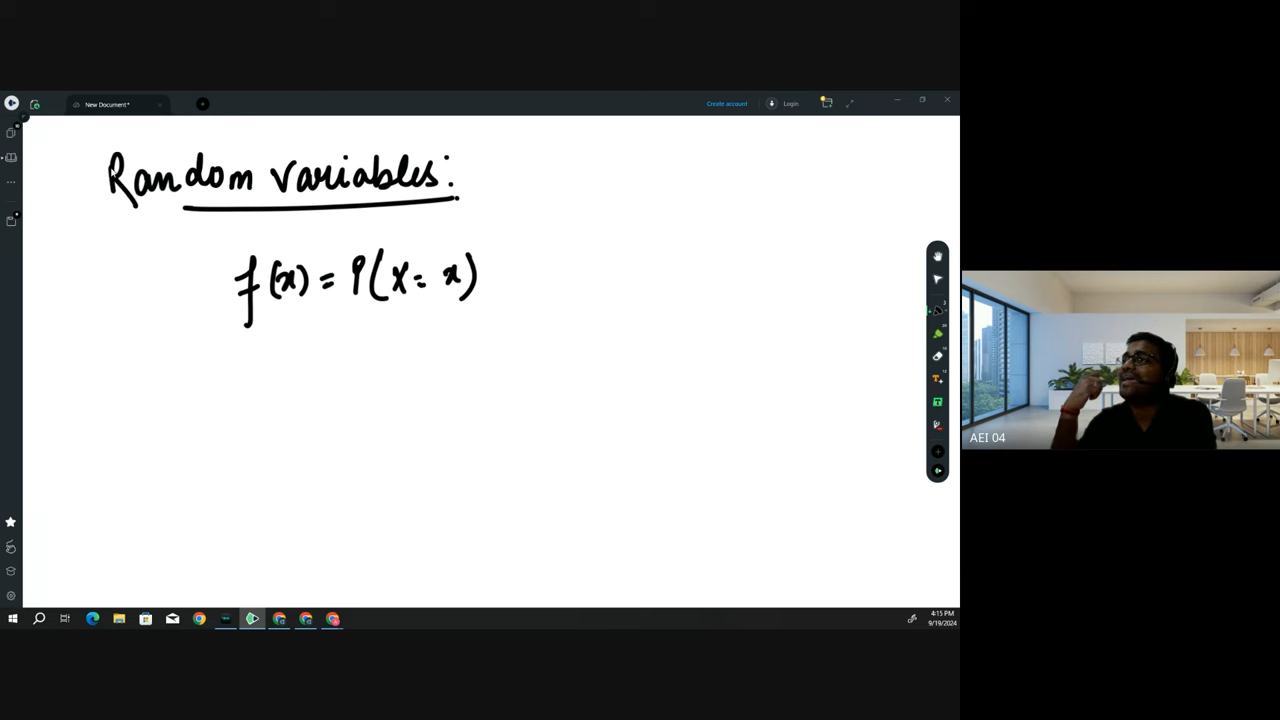 New Document*
Create account
Login
Random variables:
f(x) = P(X = x)
AEI 04
4:15 PM
9/19/2024